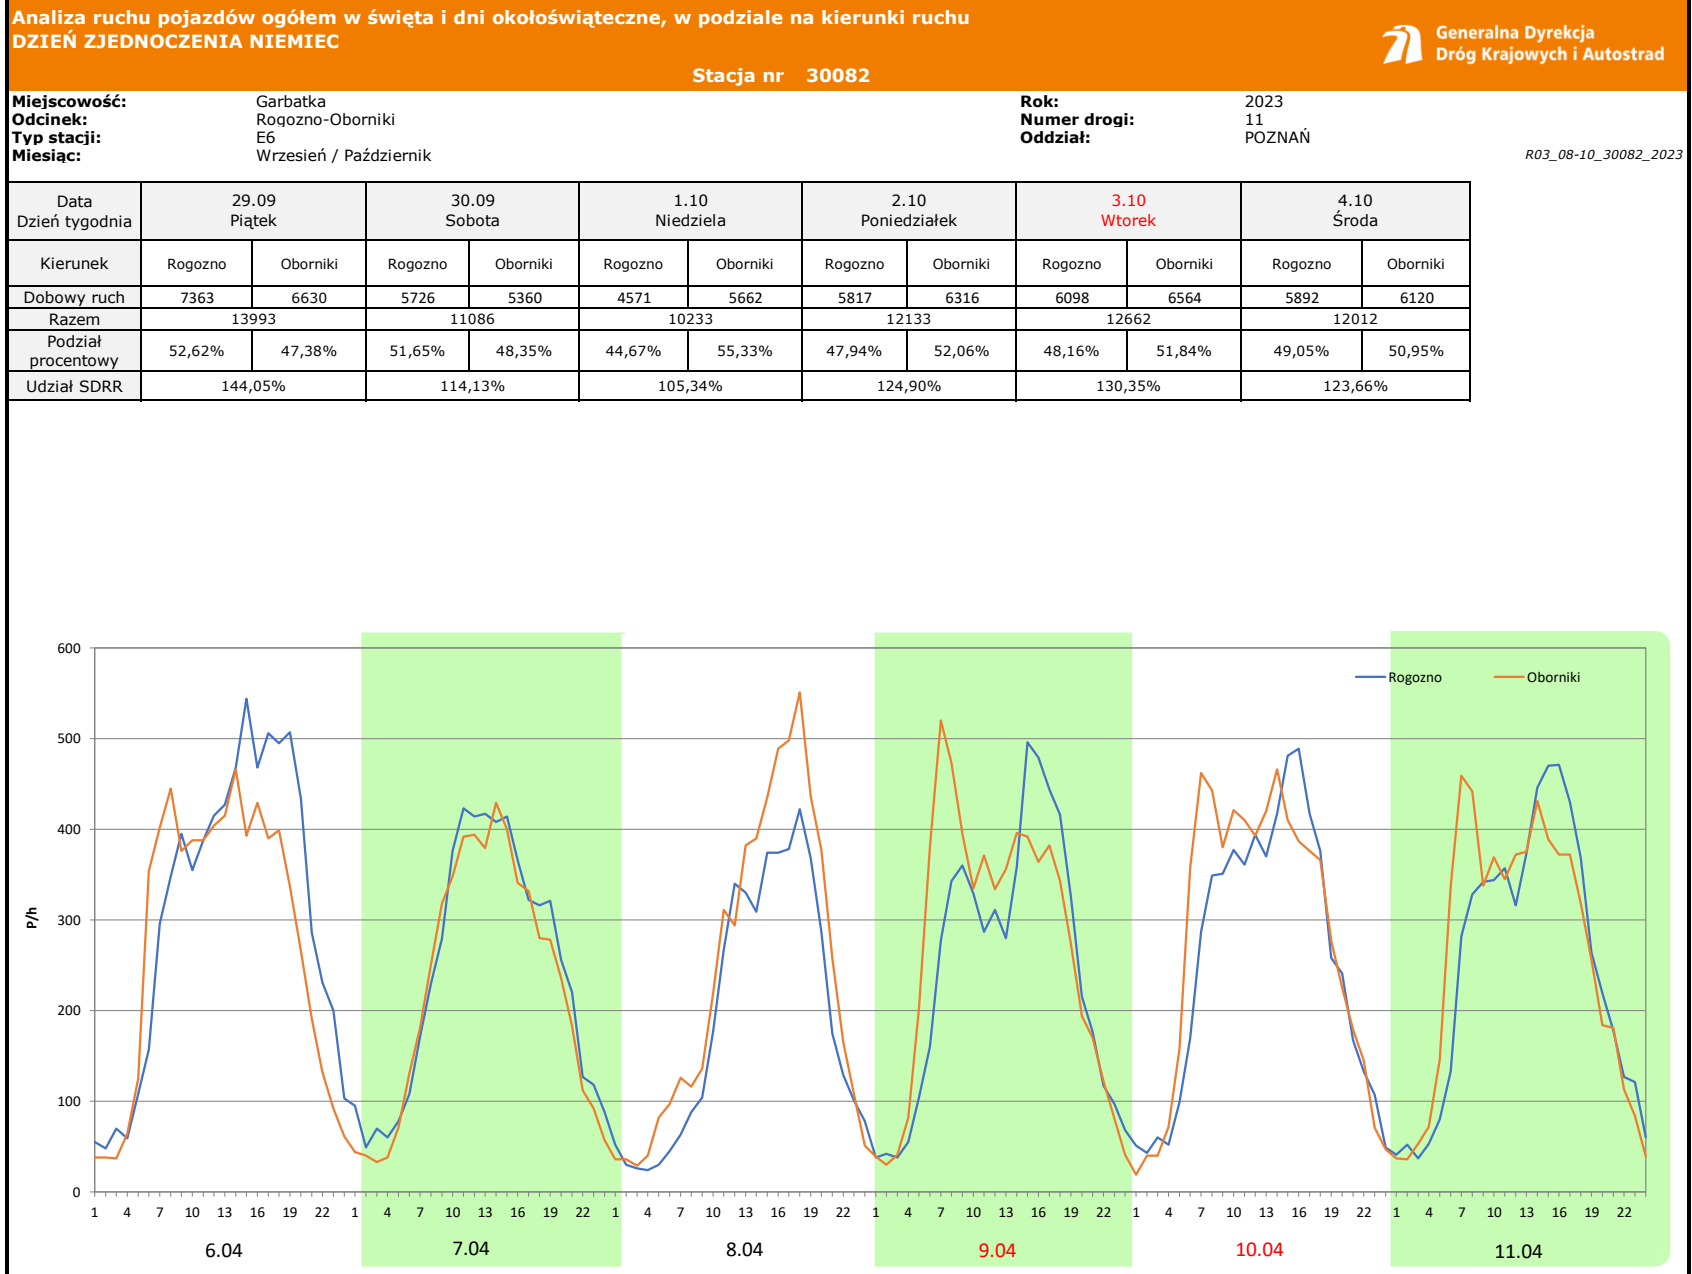 Analiza ruchu pojazdów ogółem w święta i dni okołoświąteczne, w podziale na kierunki ruchu
DZIEŃ ZJEDNOCZENIA NIEMIEC
Generalna Dyrekcja
Dróg Krajowych i Autostrad
Stacja nr 30082
Miejscowość: Garbatka Rok: 2023
Odcinek: Rogozno-Oborniki Numer drogi: 11
Typ stacji: E6 Oddział: POZNAŃ
Miesiąc: Wrzesień / Październik R03_08-10_30082_2023
Data 29.09 30.09 1.10 2.10 3.10 4.10
Dzień tygodnia Piątek Sobota Niedziela Poniedziałek Wtorek Środa
Kierunek Rogozno Oborniki Rogozno Oborniki Rogozno Oborniki Rogozno Oborniki Rogozno Oborniki Rogozno Oborniki
Dobowy ruch 7363 6630 5726 5360 4571 5662 5817 6316 6098 6564 5892 6120
Razem 13993 11086 10233 12133 12662 12012
Podział
procentowy 52,62% 47,38% 51,65% 48,35% 44,67% 55,33% 47,94% 52,06% 48,16% 51,84% 49,05% 50,95%
Udział SDRR 144,05% 114,13% 105,34% 124,90% 130,35% 123,66%
600
Rogozno Oborniki
500
400
P/h
300
200
100
0
1 4 7 10 13 16 19 22 1 4 7 10 13 16 19 22 1 4 7 10 13 16 19 22 1 4 7 10 13 16 19 22 1 4 7 10 13 16 19 22 1 4 7 10 13 16 19 22
6.04 7.04 8.04 9.04 10.04 11.04